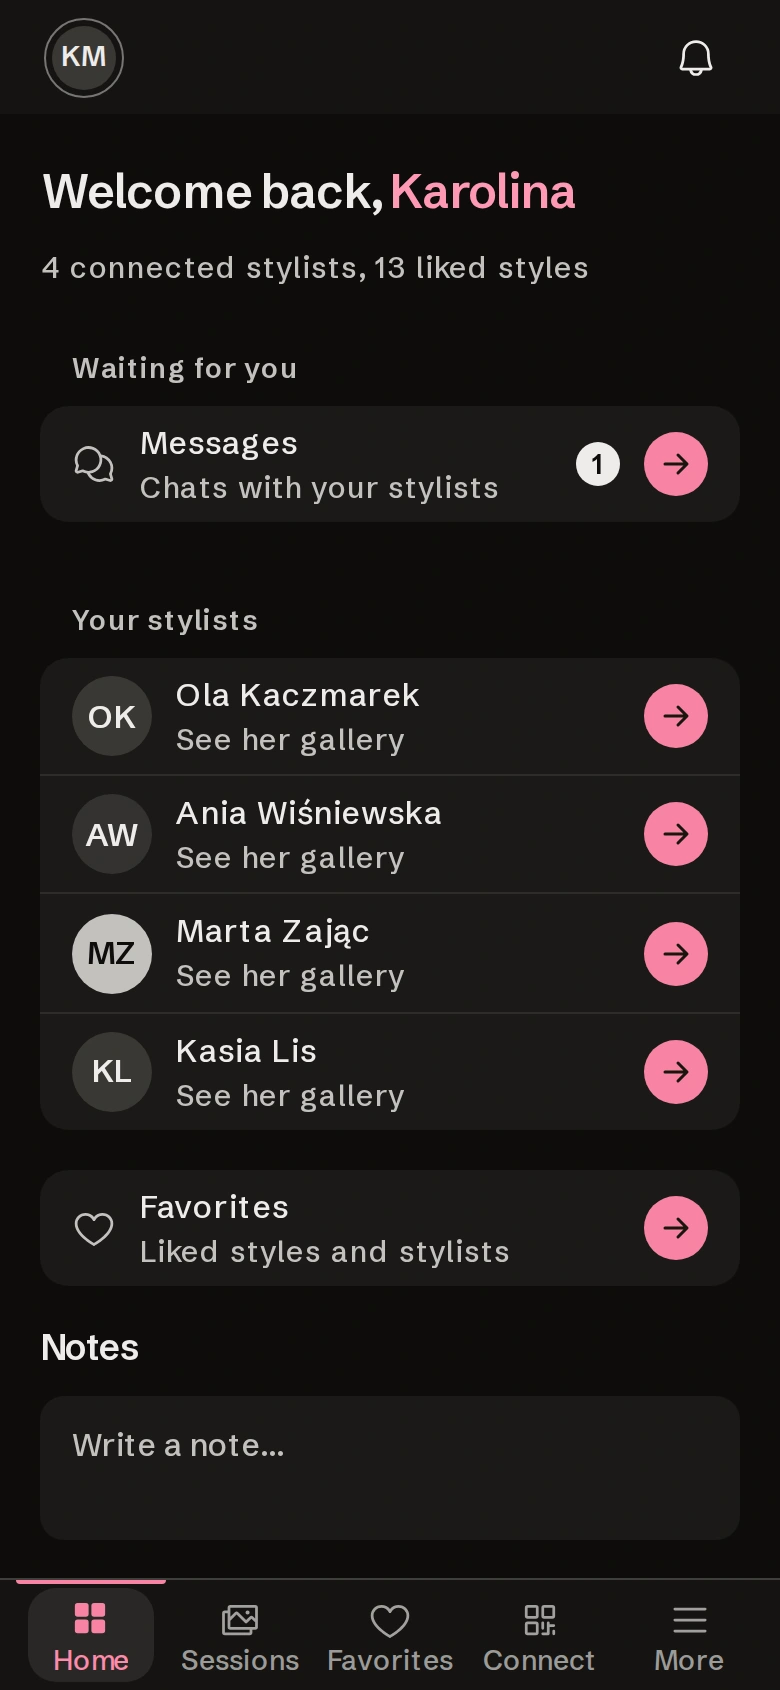 KM
Welcome back, Karolina
4 connected stylists, 13 liked styles
Waiting for you
Messages
Chats with your stylists
1
Your stylists
OK
Ola Kaczmarek
See her gallery
AW
Ania Wiśniewska
See her gallery
MZ
Marta Zając
See her gallery
KL
Kasia Lis
See her gallery
Favorites
Liked styles and stylists
Notes
Write a note...
Home
Sessions
Favorites
Connect
More